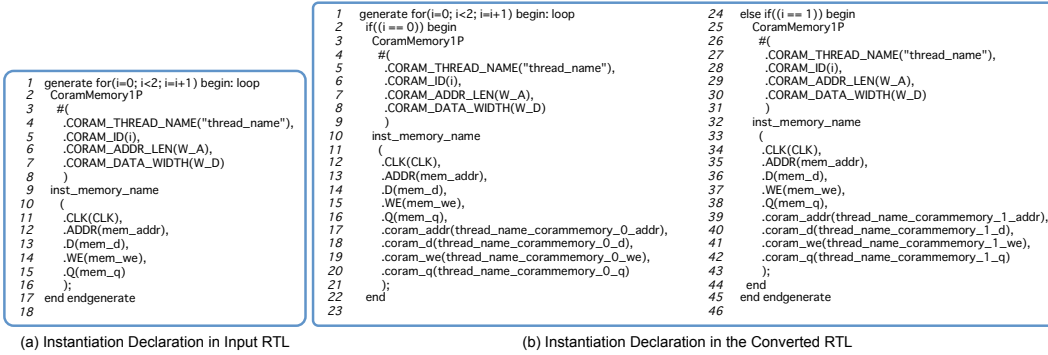 1 generate for(i=0; i<2; i=i+1) begin: loop
2 CoramMemory1P
3 #(
4 .CORAM_THREAD_NAME("thread_name"),
5 .CORAM_ID(i),
6 .CORAM_ADDR_LEN(W_A),
7 .CORAM_DATA_WIDTH(W_D)
8 )
9 inst_memory_name
10 (
11 .CLK(CLK),
12 .ADDR(mem_addr),
13 .D(mem_d),
14 .WE(mem_we),
15 .Q(mem_q)
16 );
17 end endgenerate
18
(a) Instantiation Declaration in Input RTL
1 generate for(i=0; i<2; i=i+1) begin: loop
2 if((i == 0)) begin
3 CoramMemory1P
4 #(
5 .CORAM_THREAD_NAME("thread_name"),
6 .CORAM_ID(i),
7 .CORAM_ADDR_LEN(W_A),
8 .CORAM_DATA_WIDTH(W_D)
9 )
10 inst_memory_name
11 (
12 .CLK(CLK),
13 .ADDR(mem_addr),
14 .D(mem_d),
15 .WE(mem_we),
16 .Q(mem_q),
17 .coram_addr(thread_name_corammemory_0_addr),
18 .coram_d(thread_name_corammemory_0_d),
19 .coram_we(thread_name_corammemory_0_we),
20 .coram_q(thread_name_corammemory_0_q)
21 );
22 end
23
24 else if((i == 1)) begin
25 CoramMemory1P
26 #(
27 .CORAM_THREAD_NAME("thread_name"),
28 .CORAM_ID(i),
29 .CORAM_ADDR_LEN(W_A),
30 .CORAM_DATA_WIDTH(W_D)
31 )
32 inst_memory_name
33 (
34 .CLK(CLK),
35 .ADDR(mem_addr),
36 .D(mem_d),
37 .WE(mem_we),
38 .Q(mem_q),
39 .coram_addr(thread_name_corammemory_1_addr),
40 .coram_d(thread_name_corammemory_1_d),
41 .coram_we(thread_name_corammemory_1_we),
42 .coram_q(thread_name_corammemory_1_q)
43 );
44 end
45 end endgenerate
46
(b) Instantiation Declaration in the Converted RTL